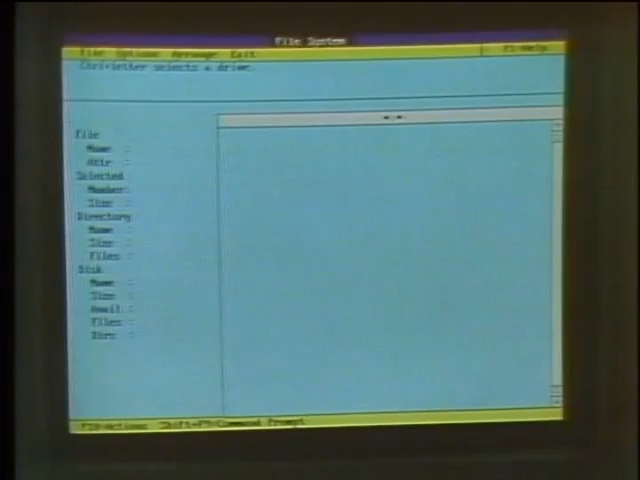 File System
File Options Arrange Exit F1=Help
Ctrl+letter selects a drive.
*.*
File
Name :
Attr :
Selected
Number:
Size :
Directory
Name :
Size :
Files :
Disk
Name :
Size :
Avail :
Files :
Dirs :
F10=Actions Shift+F9=Command Prompt